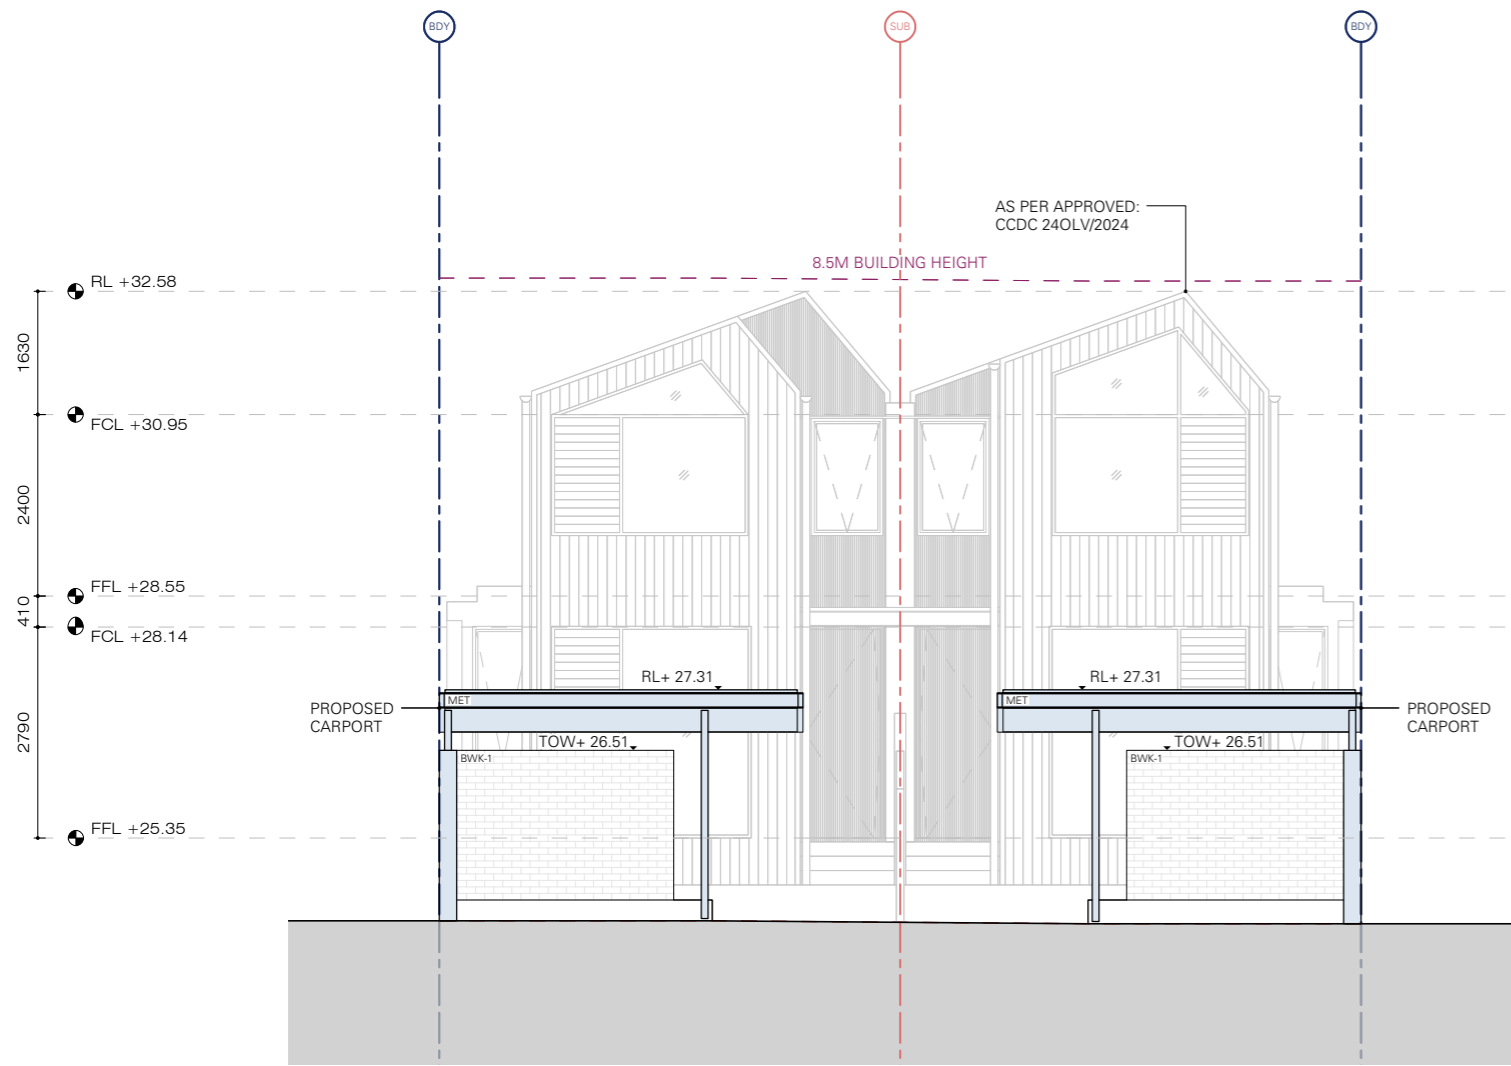 BDY
SUB
BDY
AS PER APPROVED:
CCDC 24OLV/2024
8.5M BUILDING HEIGHT
RL +32.58
1630
FCL +30.95
2400
FFL +28.55
410
FCL +28.14
RL+ 27.31
RL+ 27.31
MET
MET
PROPOSED
CARPORT
PROPOSED
CARPORT
2790
TOW+ 26.51
TOW+ 26.51
BWK-1
BWK-1
FFL +25.35